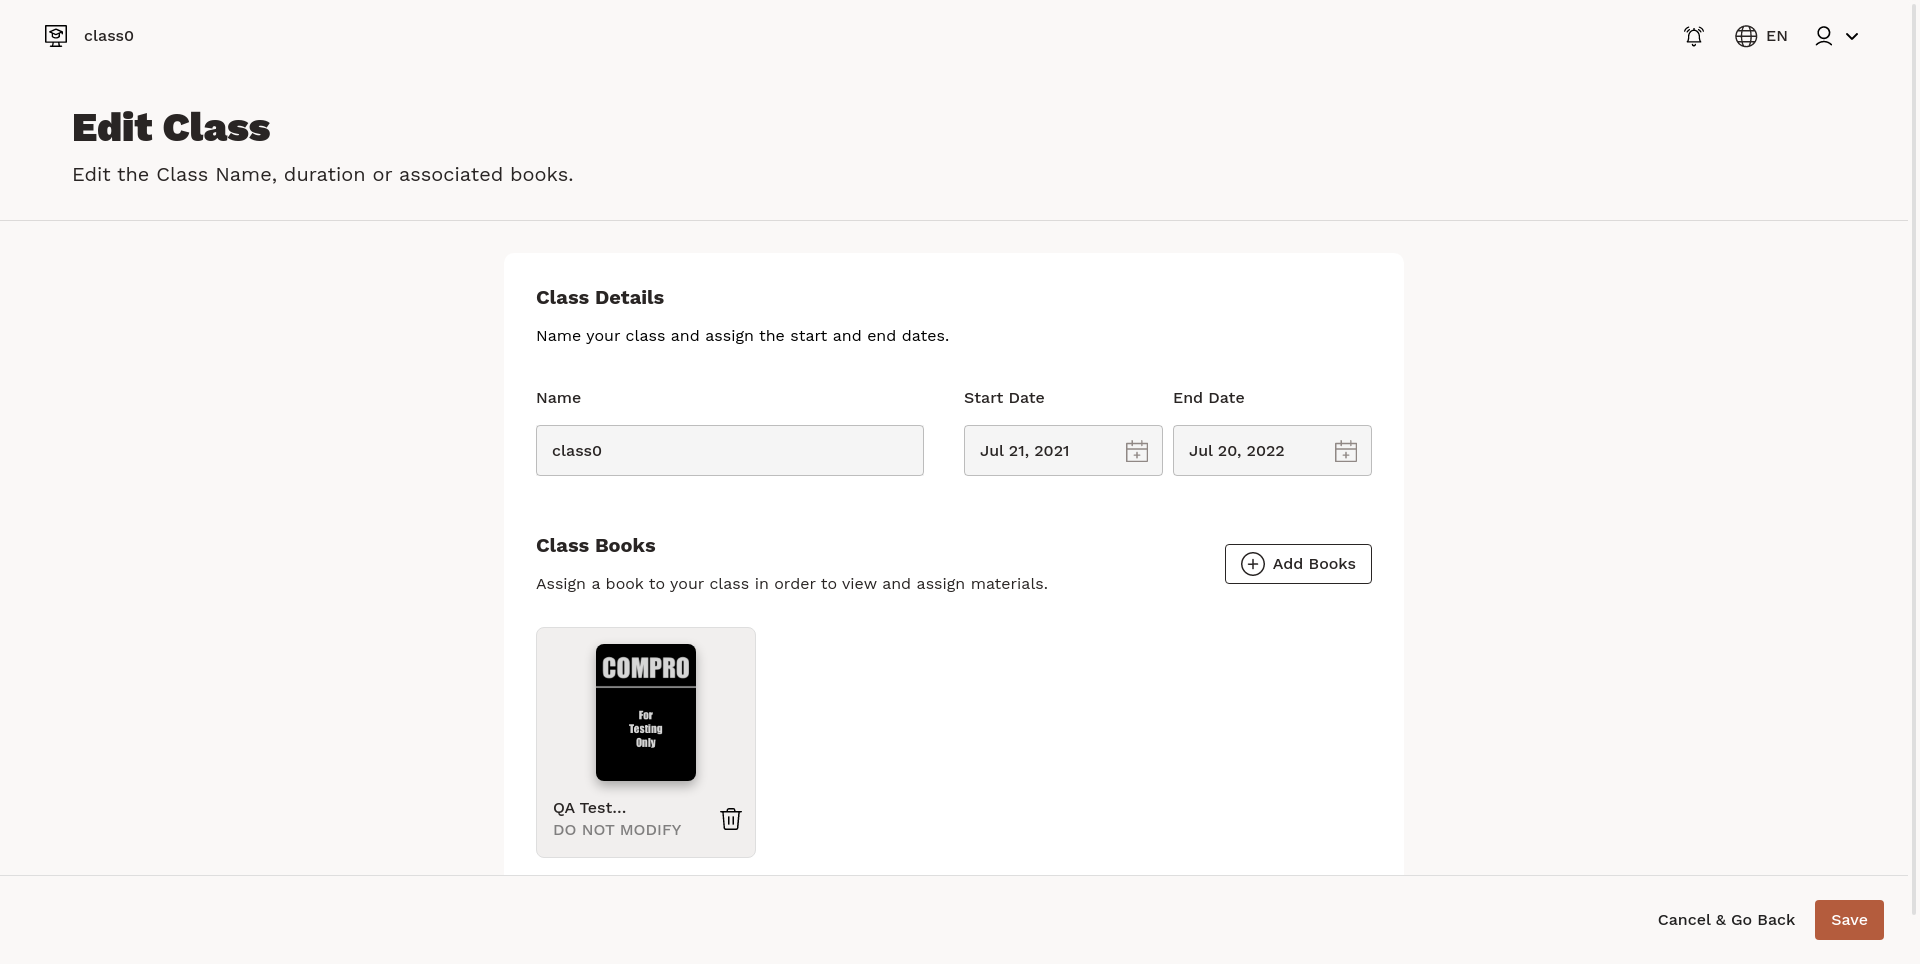 class0
EN
Edit Class
Edit the Class Name, duration or associated books.
Class Details
Name your class and assign the start and end dates.
Name
Start Date
End Date
class0
Jul 21, 2021
Jul 20, 2022
Class Books
Assign a book to your class in order to view and assign materials.
Add Books
COMPRO
For
Testing
Only
QA Test...
DO NOT MODIFY
Cancel & Go Back
Save